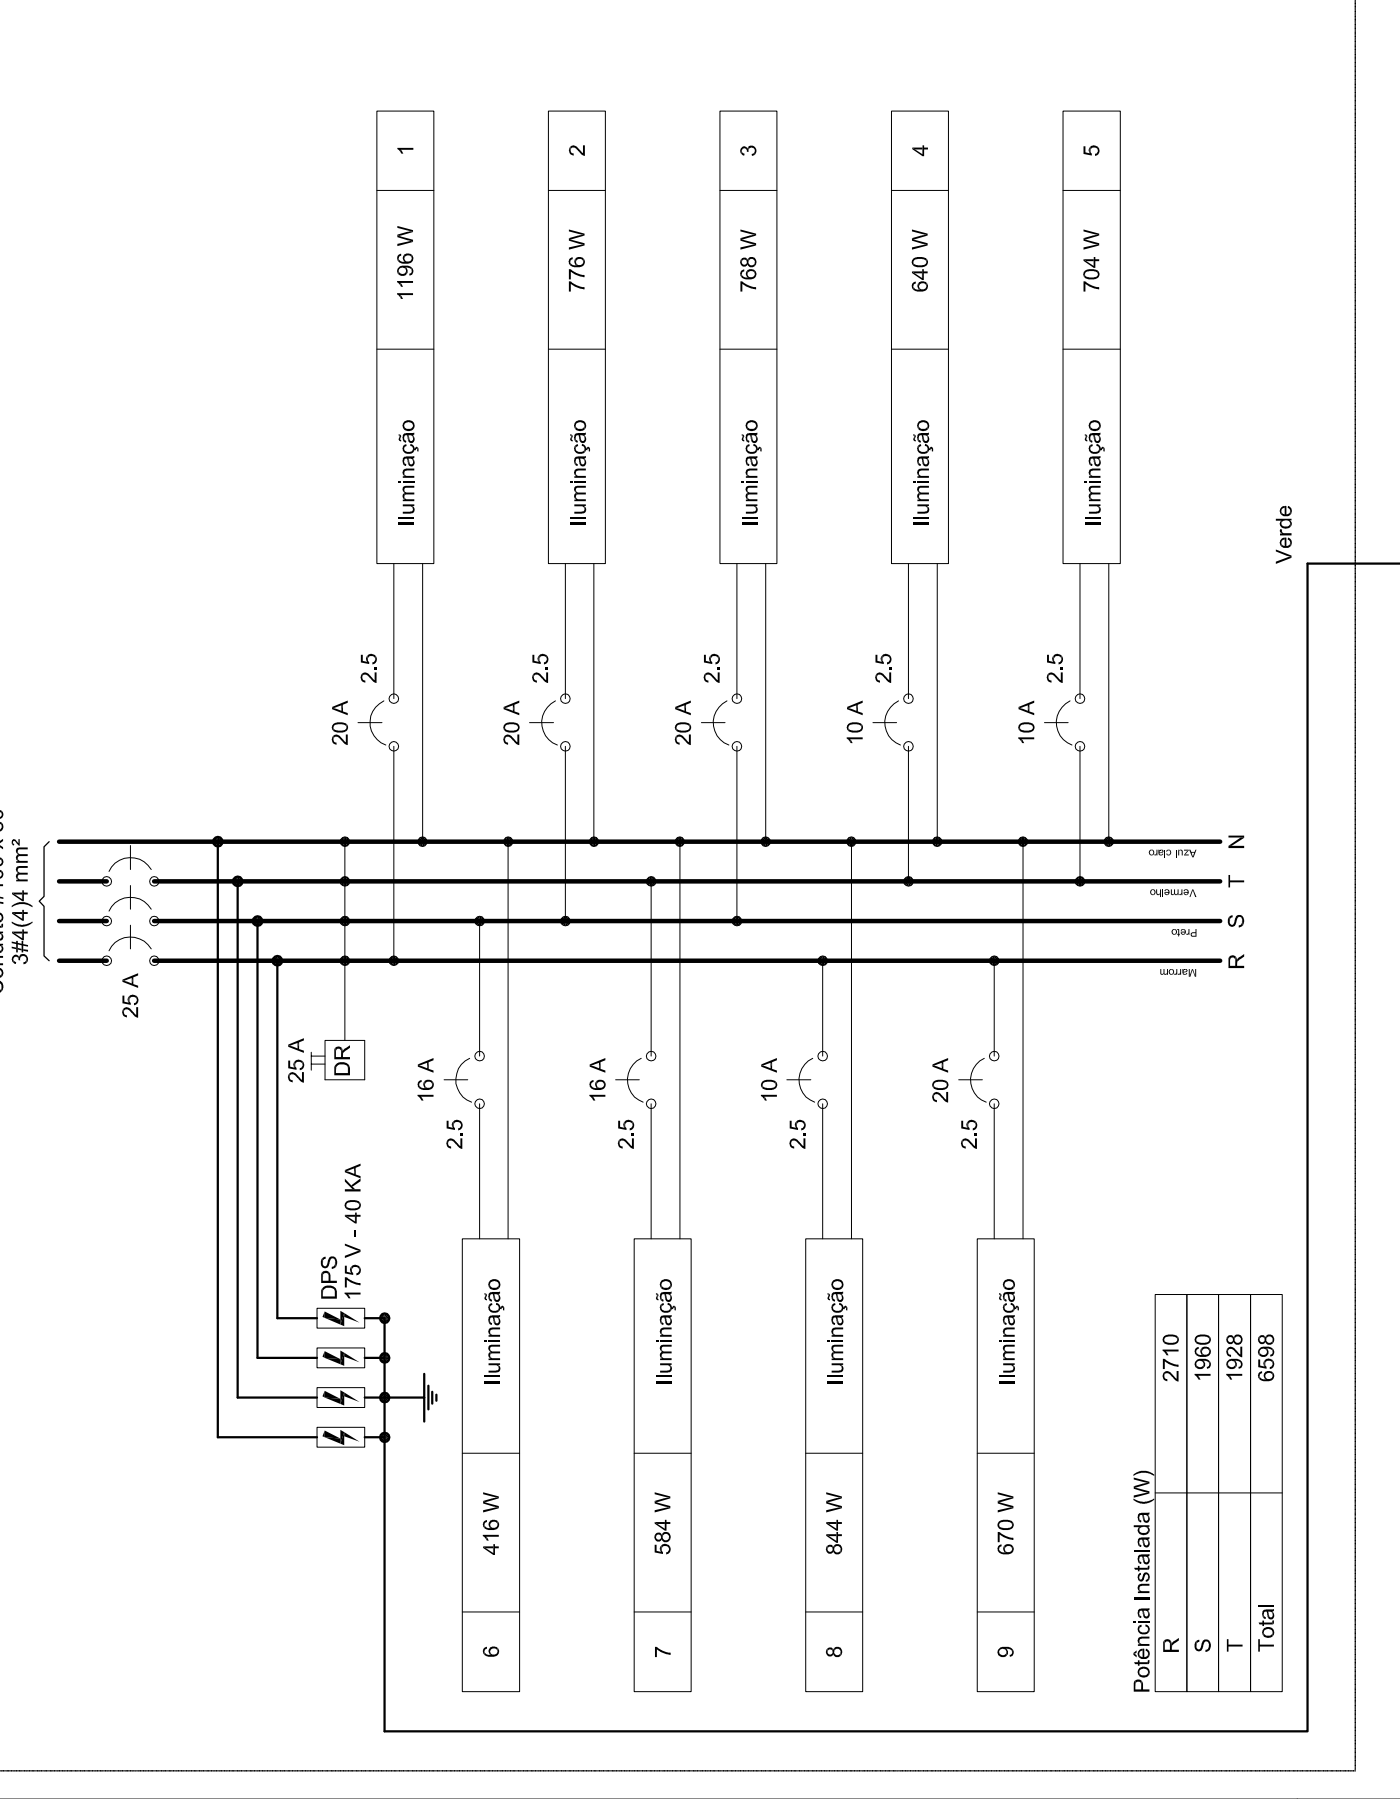 3#4(4)4 mm²
25 A
25 A
DR
DPS
175 V - 40 KA
20 A
2.5
Iluminação
1196 W
1
20 A
2.5
Iluminação
776 W
2
20 A
2.5
Iluminação
768 W
3
10 A
2.5
Iluminação
640 W
4
10 A
2.5
Iluminação
704 W
5
16 A
2.5
6
416 W
Iluminação
16 A
2.5
7
584 W
Iluminação
10 A
2.5
8
844 W
Iluminação
20 A
2.5
9
670 W
Iluminação
Marrom
Preto
Vermelho
Azul claro
R
S
T
N
Verde
Potência Instalada (W)
R 2710
S 1960
T 1928
Total 6598